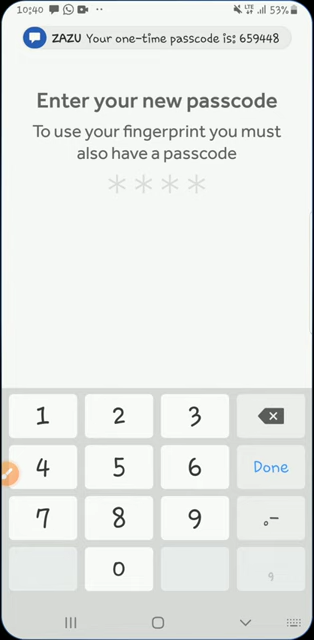 10:40 LTE 53%
ZAZU Your one-time passcode is: 659448
Enter your new passcode
To use your fingerprint you must
also have a passcode
* * * *
1 2 3
4 5 6 Done
7 8 9 .-
0 ,